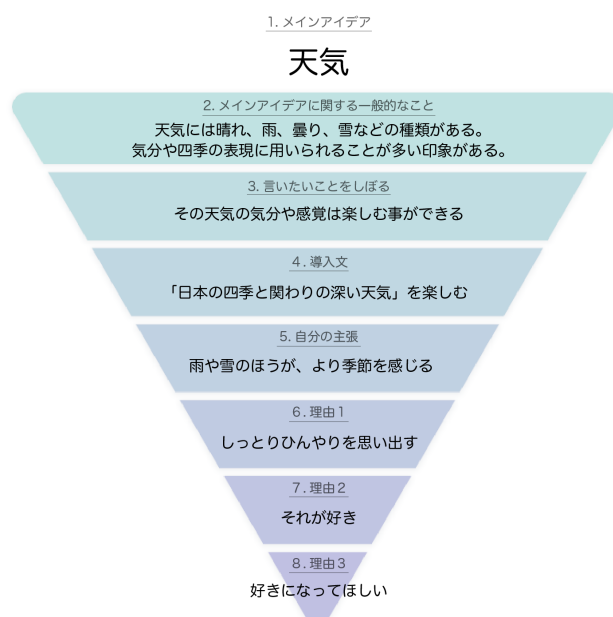 1. メインアイデア
天気
2. メインアイデアに関する一般的なこと
天気には晴れ、雨、曇り、雪などの種類がある。
気分や四季の表現に用いられることが多い印象がある。
3. 言いたいことをしぼる
その天気の気分や感覚は楽しむ事ができる
4. 導入文
「日本の四季と関わりの深い天気」を楽しむ
5. 自分の主張
雨や雪のほうが、より季節を感じる
6. 理由1
しっとりひんやりを思い出す
7. 理由2
それが好き
8. 理由3
好きになってほしい